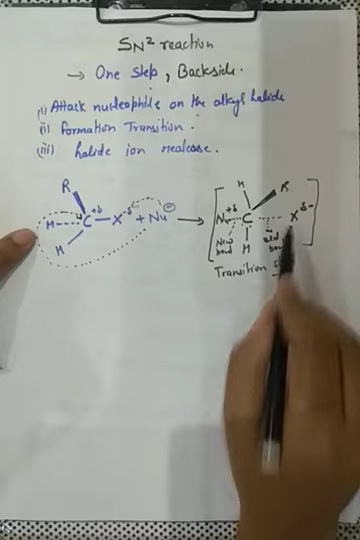 SN2 reaction
→ One step, Backside.
(i) Attack nucleophile on the alkyl halide
(ii) Formation Transition.
(iii) halide ion realease.
R H R
H C+δ — X-δ + Nu⊖ → [ Nu +δ C X δ- ]
H New bond H old
Transition